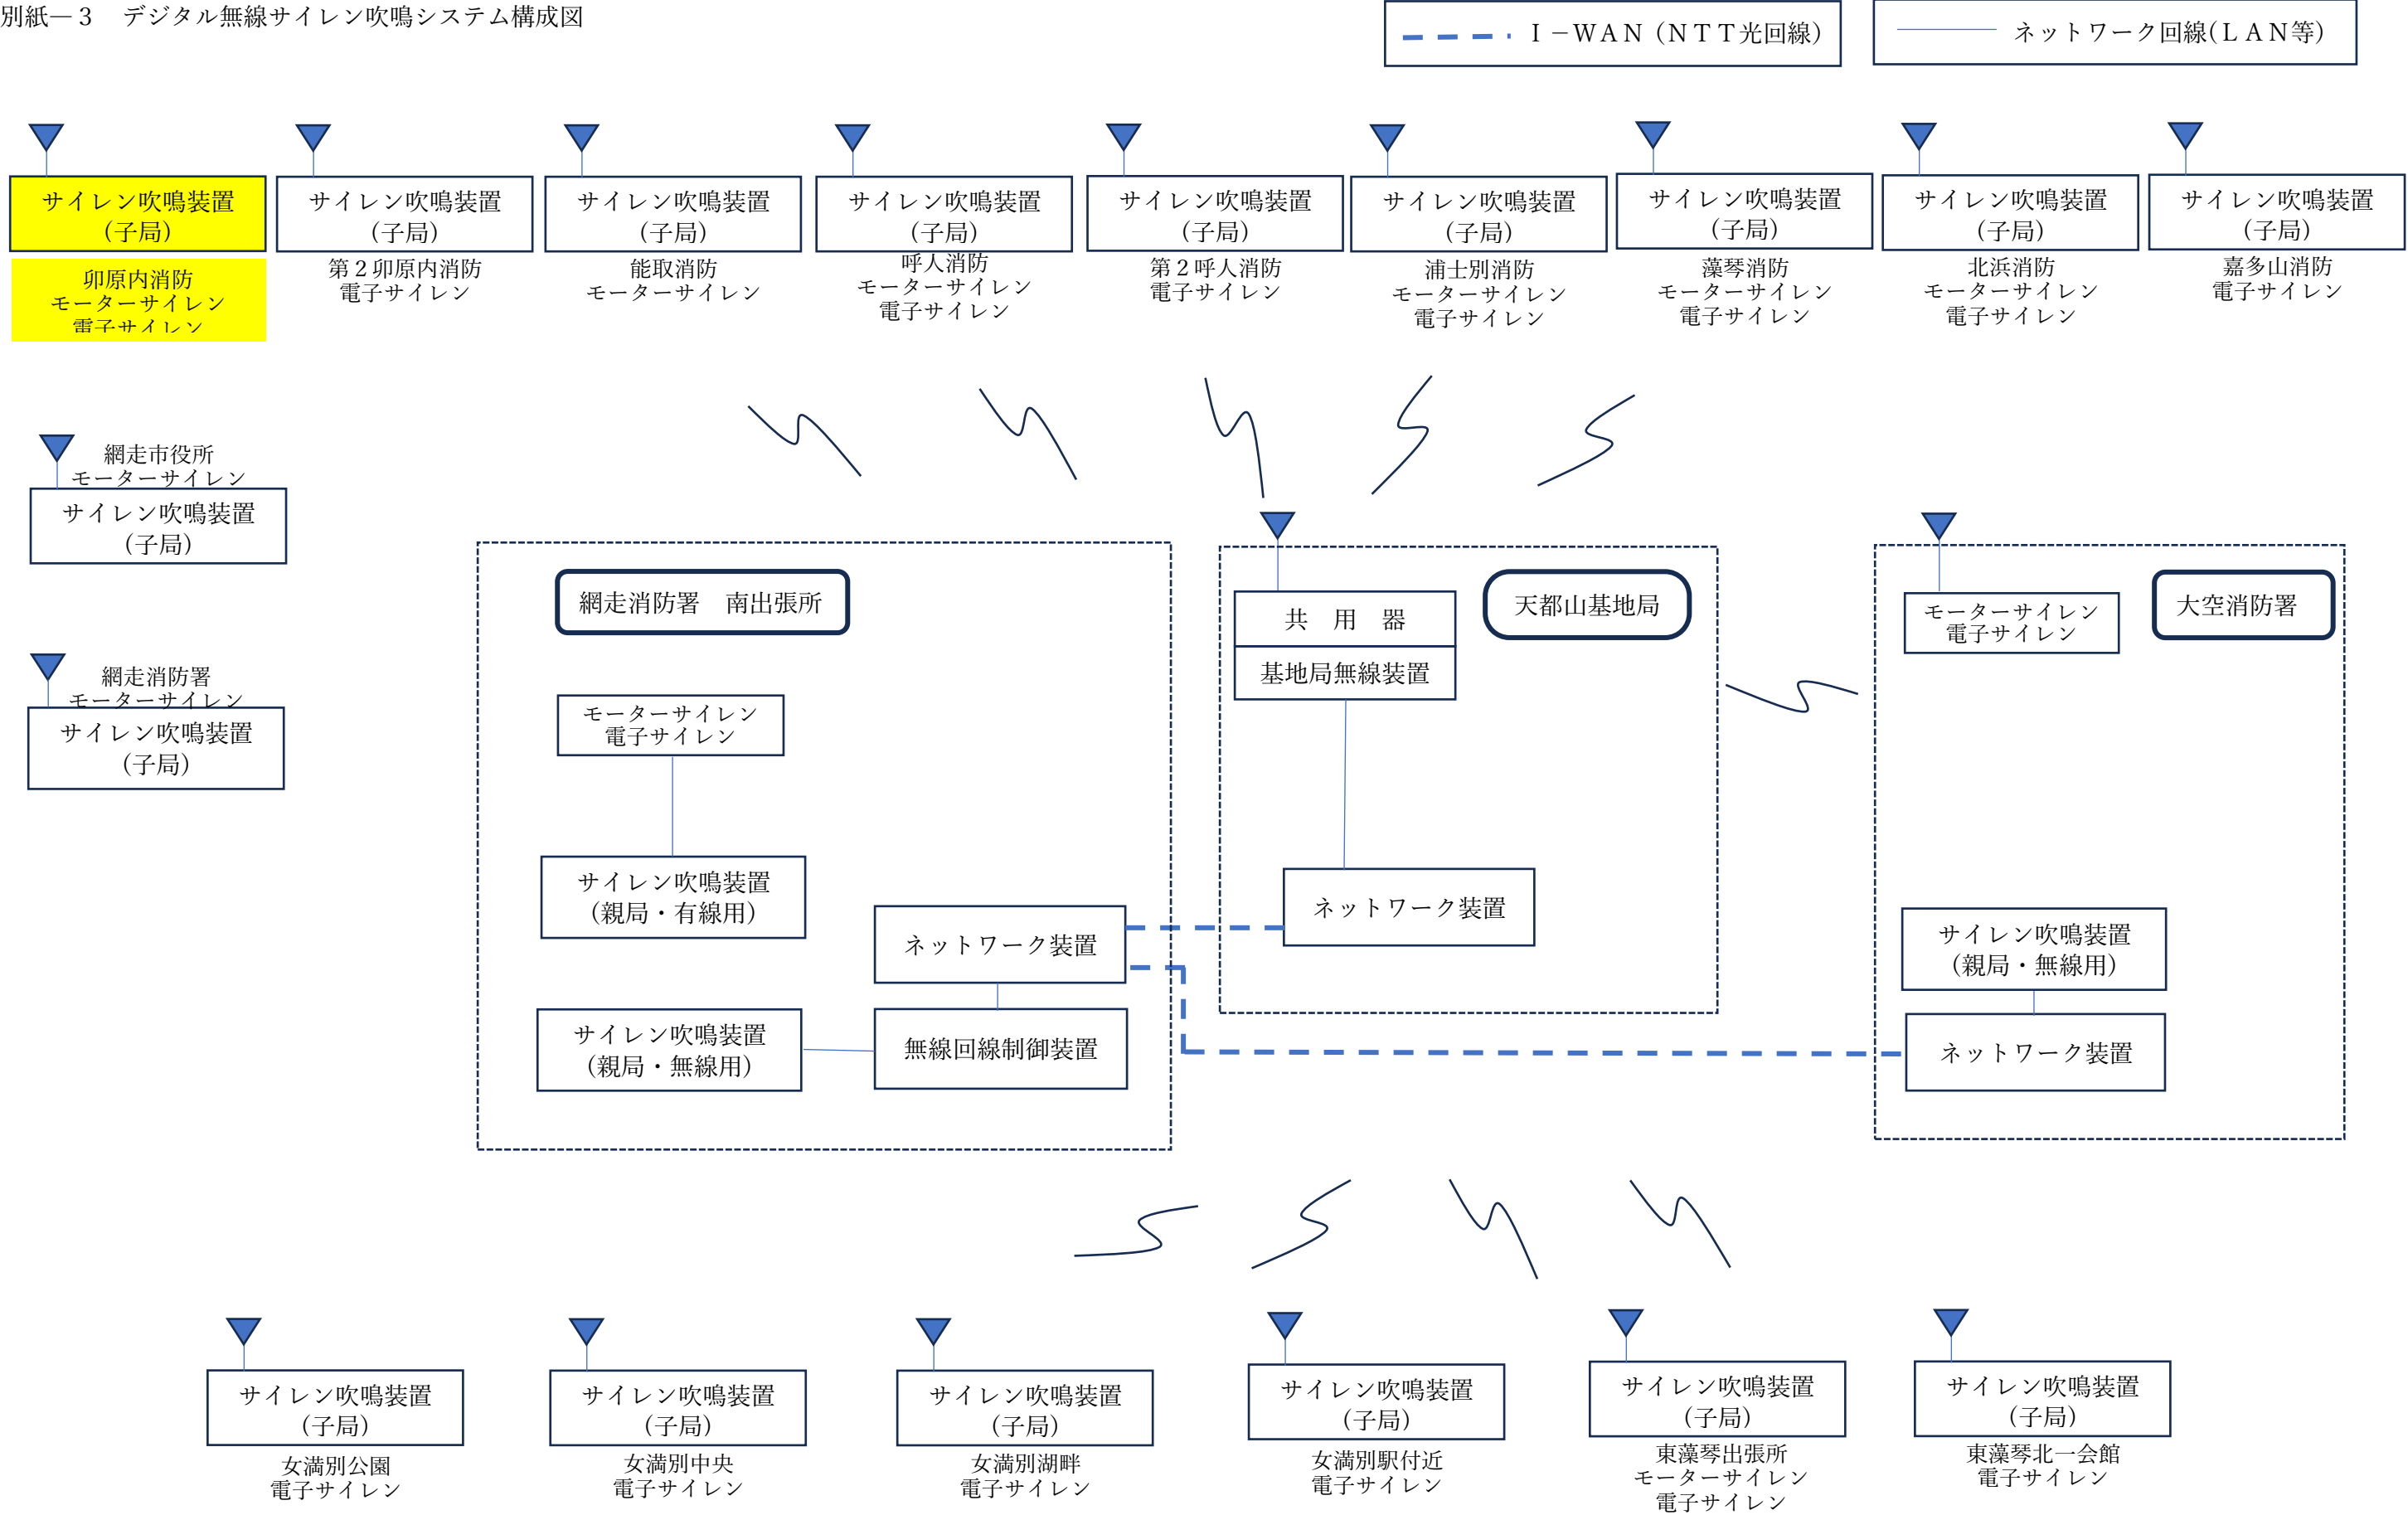 別紙―３　デジタル無線サイレン吹鳴システム構成図
Ｉ－ＷＡＮ（ＮＴＴ光回線）
ネットワーク回線（ＬＡＮ等）
サイレン吹鳴装置
（子局）
卯原内消防
モーターサイレン
電子サイレン
サイレン吹鳴装置
（子局）
第２卯原内消防
電子サイレン
サイレン吹鳴装置
（子局）
能取消防
モーターサイレン
サイレン吹鳴装置
（子局）
呼人消防
モーターサイレン
電子サイレン
サイレン吹鳴装置
（子局）
第２呼人消防
電子サイレン
サイレン吹鳴装置
（子局）
浦士別消防
モーターサイレン
電子サイレン
サイレン吹鳴装置
（子局）
藻琴消防
モーターサイレン
電子サイレン
サイレン吹鳴装置
（子局）
北浜消防
モーターサイレン
電子サイレン
サイレン吹鳴装置
（子局）
嘉多山消防
電子サイレン
網走市役所
モーターサイレン
サイレン吹鳴装置
（子局）
網走消防署
モーターサイレン
サイレン吹鳴装置
（子局）
網走消防署　南出張所
モーターサイレン
電子サイレン
サイレン吹鳴装置
（親局・有線用）
サイレン吹鳴装置
（親局・無線用）
ネットワーク装置
無線回線制御装置
天都山基地局
共　用　器
基地局無線装置
ネットワーク装置
大空消防署
モーターサイレン
電子サイレン
サイレン吹鳴装置
（親局・無線用）
ネットワーク装置
サイレン吹鳴装置
（子局）
女満別公園
電子サイレン
サイレン吹鳴装置
（子局）
女満別中央
電子サイレン
サイレン吹鳴装置
（子局）
女満別湖畔
電子サイレン
サイレン吹鳴装置
（子局）
女満別駅付近
電子サイレン
サイレン吹鳴装置
（子局）
東藻琴出張所
モーターサイレン
電子サイレン
サイレン吹鳴装置
（子局）
東藻琴北一会館
電子サイレン